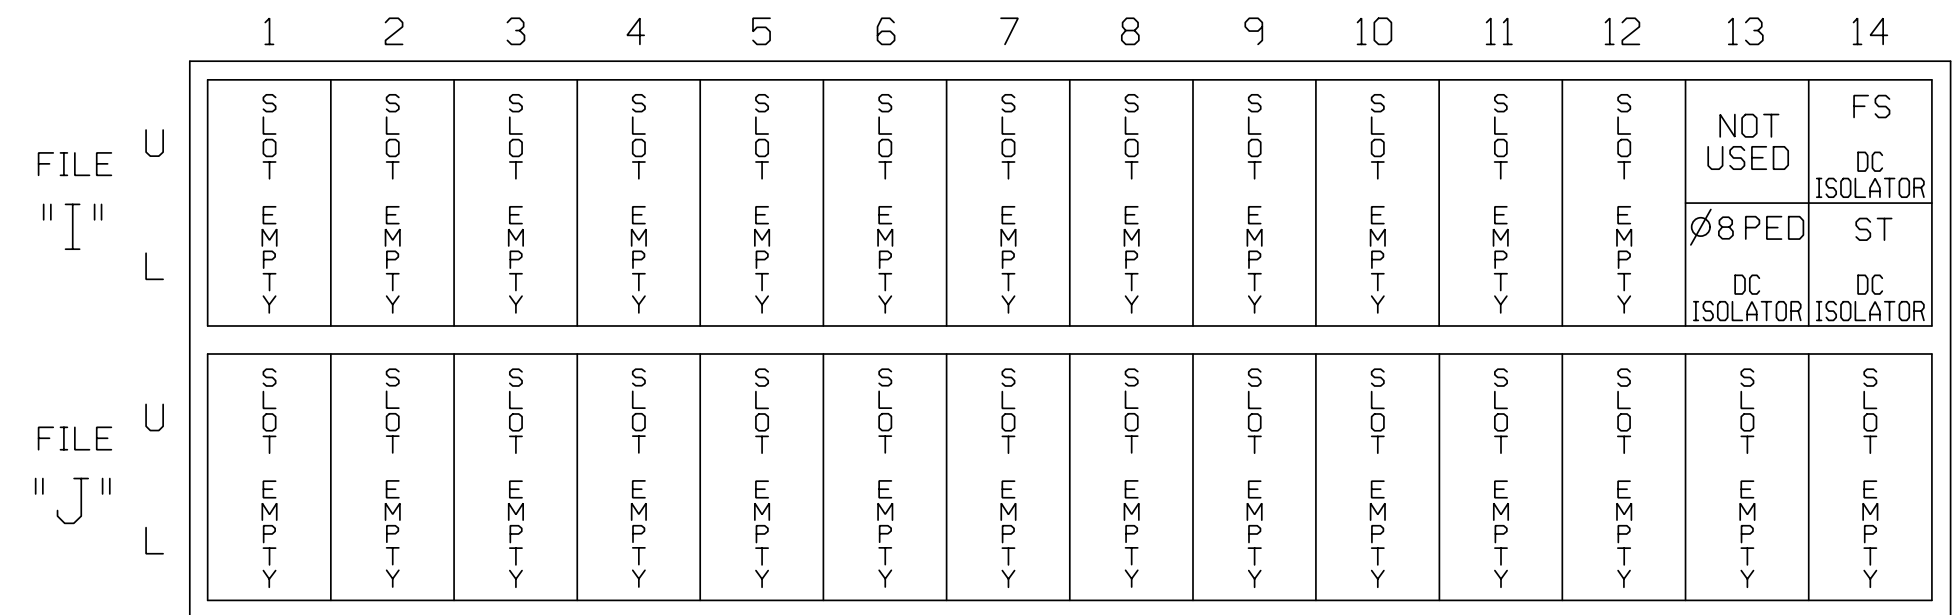 1 2 3 4 5 6 7 8 9 10 11 12 13 14
FILE "I"
U
L
SLOT EMPTY
SLOT EMPTY
SLOT EMPTY
SLOT EMPTY
SLOT EMPTY
SLOT EMPTY
SLOT EMPTY
SLOT EMPTY
SLOT EMPTY
SLOT EMPTY
SLOT EMPTY
SLOT EMPTY
NOT
USED
Ø8 PED
DC
ISOLATOR
FS
DC
ISOLATOR
ST
DC
ISOLATOR
FILE "J"
U
L
SLOT EMPTY
SLOT EMPTY
SLOT EMPTY
SLOT EMPTY
SLOT EMPTY
SLOT EMPTY
SLOT EMPTY
SLOT EMPTY
SLOT EMPTY
SLOT EMPTY
SLOT EMPTY
SLOT EMPTY
SLOT EMPTY
SLOT EMPTY